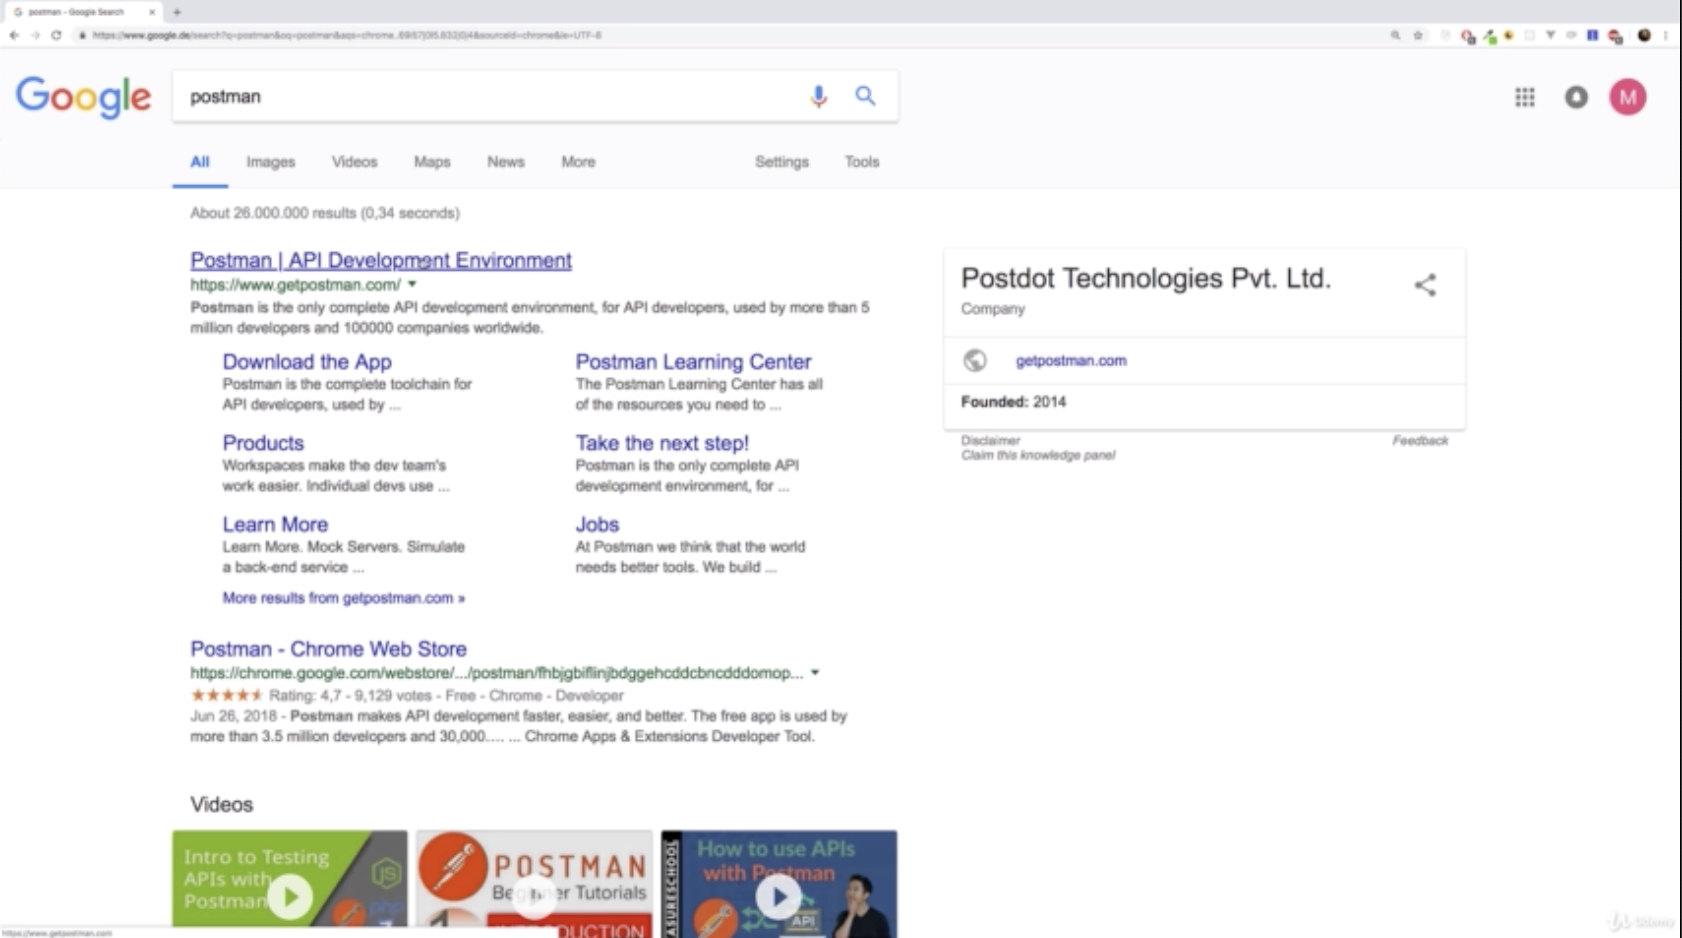 postman - Google Search
https://www.google.de/search?q=postman&oq=postman&aqs=chrome..69i57j0l5.832j0j4&sourceid=chrome&ie=UTF-8
Google
postman
M
All Images Videos Maps News More Settings Tools
About 26.000.000 results (0,34 seconds)
Postman | API Development Environment
https://www.getpostman.com/
Postman is the only complete API development environment, for API developers, used by more than 5
million developers and 100000 companies worldwide.
Download the App
Postman is the complete toolchain for
API developers, used by ...
Postman Learning Center
The Postman Learning Center has all
of the resources you need to ...
Products
Workspaces make the dev team's
work easier. Individual devs use ...
Take the next step!
Postman is the only complete API
development environment, for ...
Learn More
Learn More. Mock Servers. Simulate
a back-end service ...
Jobs
At Postman we think that the world
needs better tools. We build ...
More results from getpostman.com »
Postman - Chrome Web Store
https://chrome.google.com/webstore/.../postman/fhbjgbiflinjbdggehcddcbncdddomop...
Rating: 4,7 - 9,129 votes - Free - Chrome - Developer
Jun 26, 2018 - Postman makes API development faster, easier, and better. The free app is used by
more than 3.5 million developers and 30,000.... ... Chrome Apps & Extensions Developer Tool.
Videos
Intro to Testing
APIs with
Postman
JS
php
POSTMAN
Beginner Tutorials
1
INTRODUCTION
How to use APIs
with Postman
API
Postdot Technologies Pvt. Ltd.
Company
getpostman.com
Founded: 2014
Disclaimer
Feedback
Claim this knowledge panel
https://www.getpostman.com
Udemy